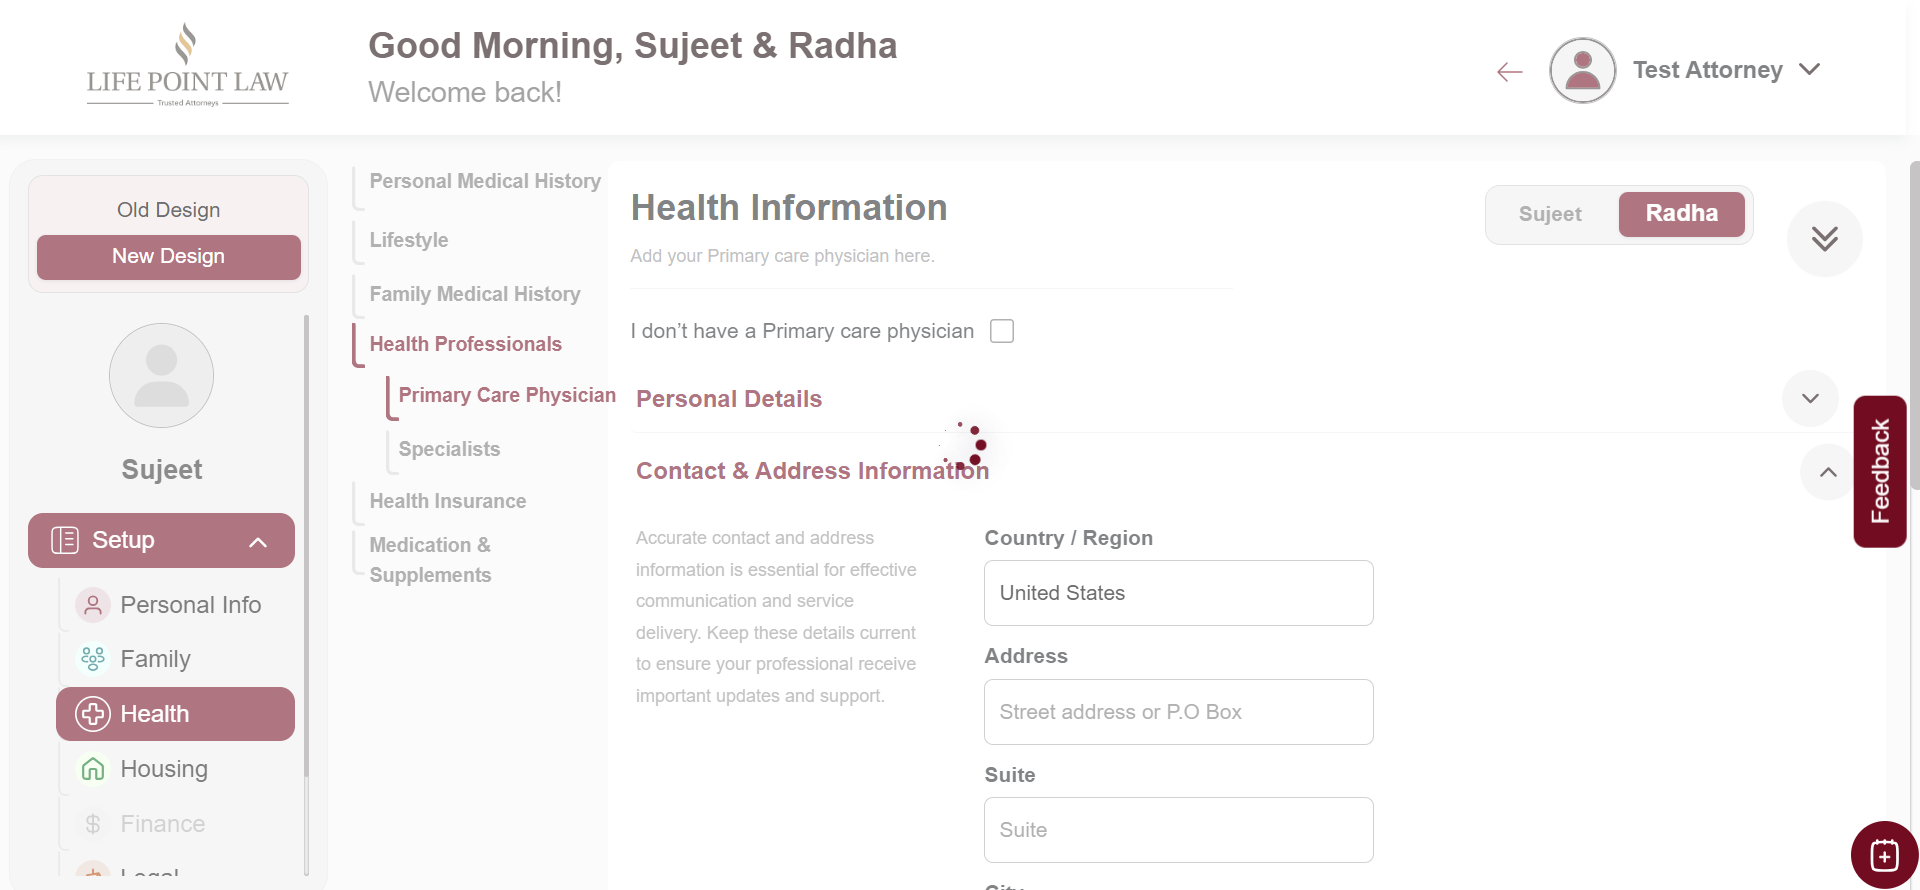 LIFE POINT LAW
Trusted Attorneys
Good Morning, Sujeet & Radha
Welcome back!
Test Attorney
Old Design
New Design
Sujeet
Setup
Personal Info
Family
Health
Housing
Finance
Legal
Personal Medical History
Lifestyle
Family Medical History
Health Professionals
Primary Care Physician
Specialists
Health Insurance
Medication &
Supplements
Health Information
Add your Primary care physician here.
Sujeet
Radha
I don’t have a Primary care physician
Personal Details
Contact & Address Information
Accurate contact and address
information is essential for effective
communication and service
delivery. Keep these details current
to ensure your professional receive
important updates and support.
Country / Region
United States
Address
Street address or P.O Box
Suite
Suite
City
Feedback